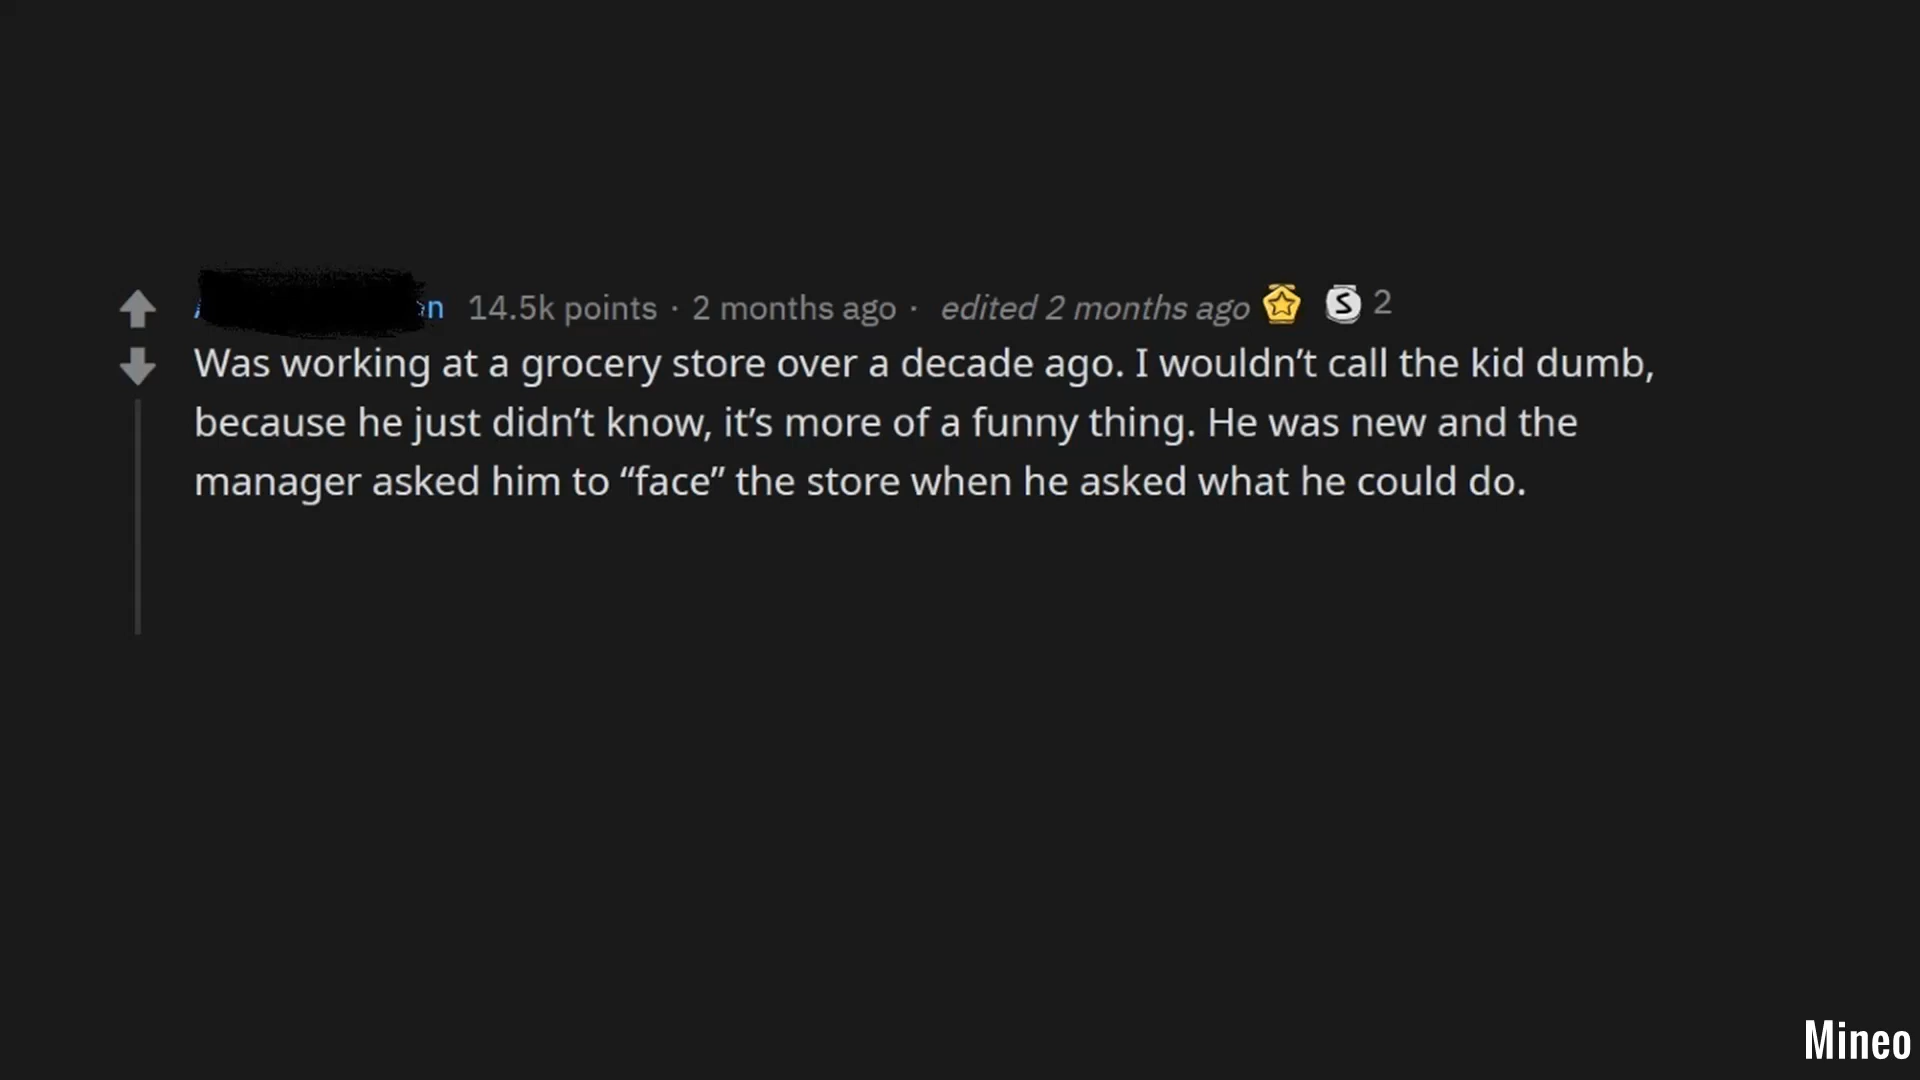 14.5k points · 2 months ago · edited 2 months ago S 2
Was working at a grocery store over a decade ago. I wouldn’t call the kid dumb,
because he just didn’t know, it’s more of a funny thing. He was new and the
manager asked him to “face” the store when he asked what he could do.
Mineo